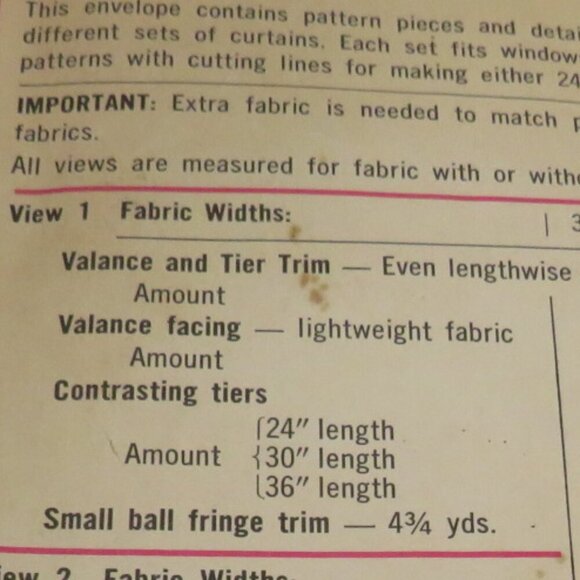 This envelope contains pattern pieces and
different sets of curtains. Each set fits
patterns with cutting lines for making either 24
IMPORTANT: Extra fabric is needed to match
fabrics.
All views are measured for fabric with or
View 1 Fabric Widths:
Valance and Tier Trim — Even lengthwise
Amount
Valance facing — lightweight fabric
Amount
Contrasting tiers
24" length
Amount 30" length
36" length
Small ball fringe trim — 4¾ yds.
2 Fabric Widths: